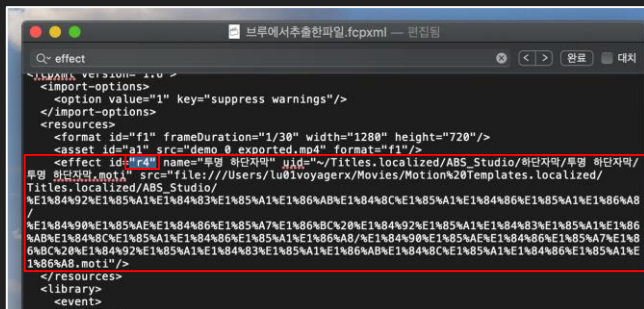 브루에서추출한파일.fcpxml — 편집됨
effect
완료
대치
<fcpxml version="1.6">
<import-options>
<option value="1" key="suppress warnings"/>
</import-options>
<resources>
<format id="f1" frameDuration="1/30" width="1280" height="720"/>
<asset id="a1" src="demo_0_exported.mp4" format="f1"/>
<effect id="r4" name="투명 하단자막" uid="~/Titles.localized/ABS_Studio/하단자막/투명 하단자막/
투명 하단자막.moti" src="file:///Users/lu01voyagerx/Movies/Motion%20Templates.localized/
Titles.localized/ABS_Studio/
%E1%84%92%E1%85%A1%E1%84%83%E1%85%A1%E1%86%AB%E1%84%8C%E1%85%A1%E1%84%86%E1%85%A1%E1%86%A8
/
%E1%84%90%E1%85%AE%E1%84%86%E1%85%A7%E1%86%BC%20%E1%84%92%E1%85%A1%E1%84%83%E1%85%A1%E1%86
%AB%E1%84%8C%E1%85%A1%E1%84%86%E1%85%A1%E1%86%A8/%E1%84%90%E1%85%AE%E1%84%86%E1%85%A7%E1%8
6%BC%20%E1%84%92%E1%85%A1%E1%84%83%E1%85%A1%E1%86%AB%E1%84%8C%E1%85%A1%E1%84%86%E1%85%A1%E
1%86%A8.moti"/>
</resources>
<library>
<event>